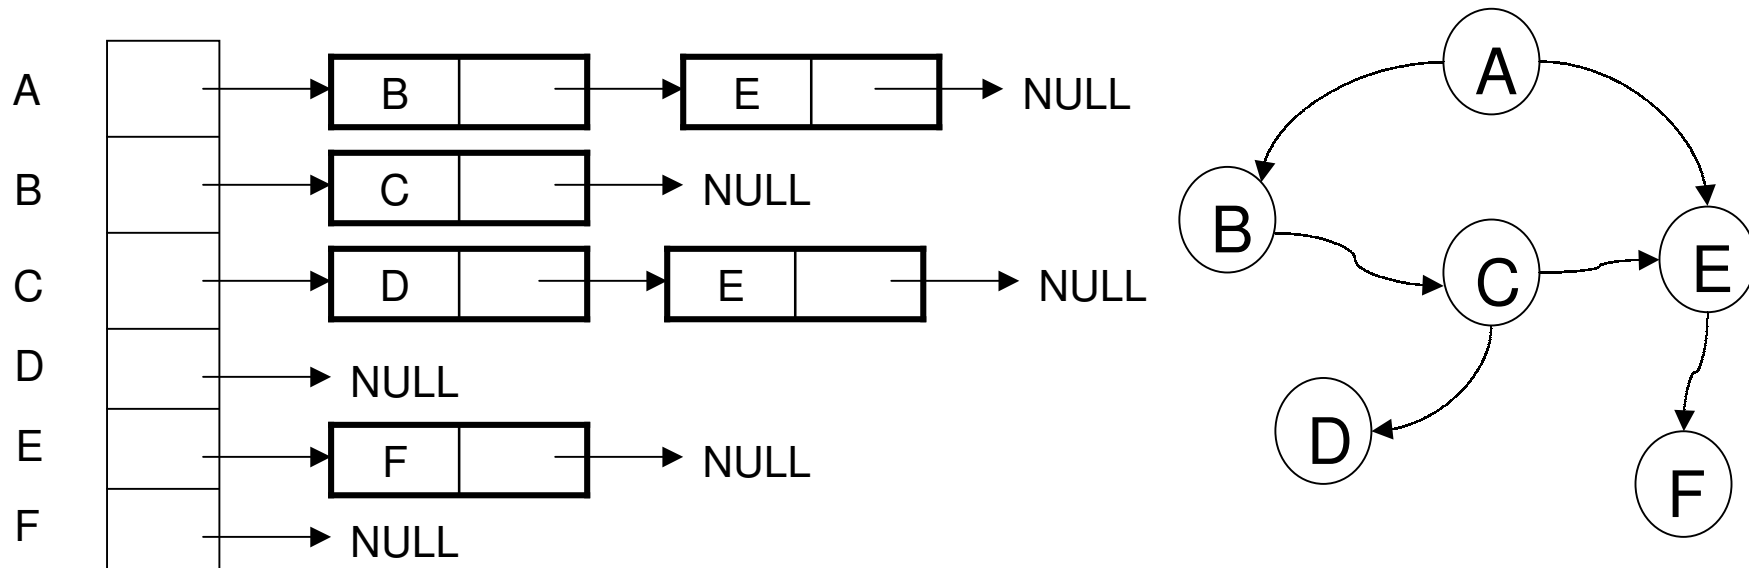 A B E NULL
B C NULL
C D E NULL
D NULL
E F NULL
F NULL
A
B
C
E
D
F